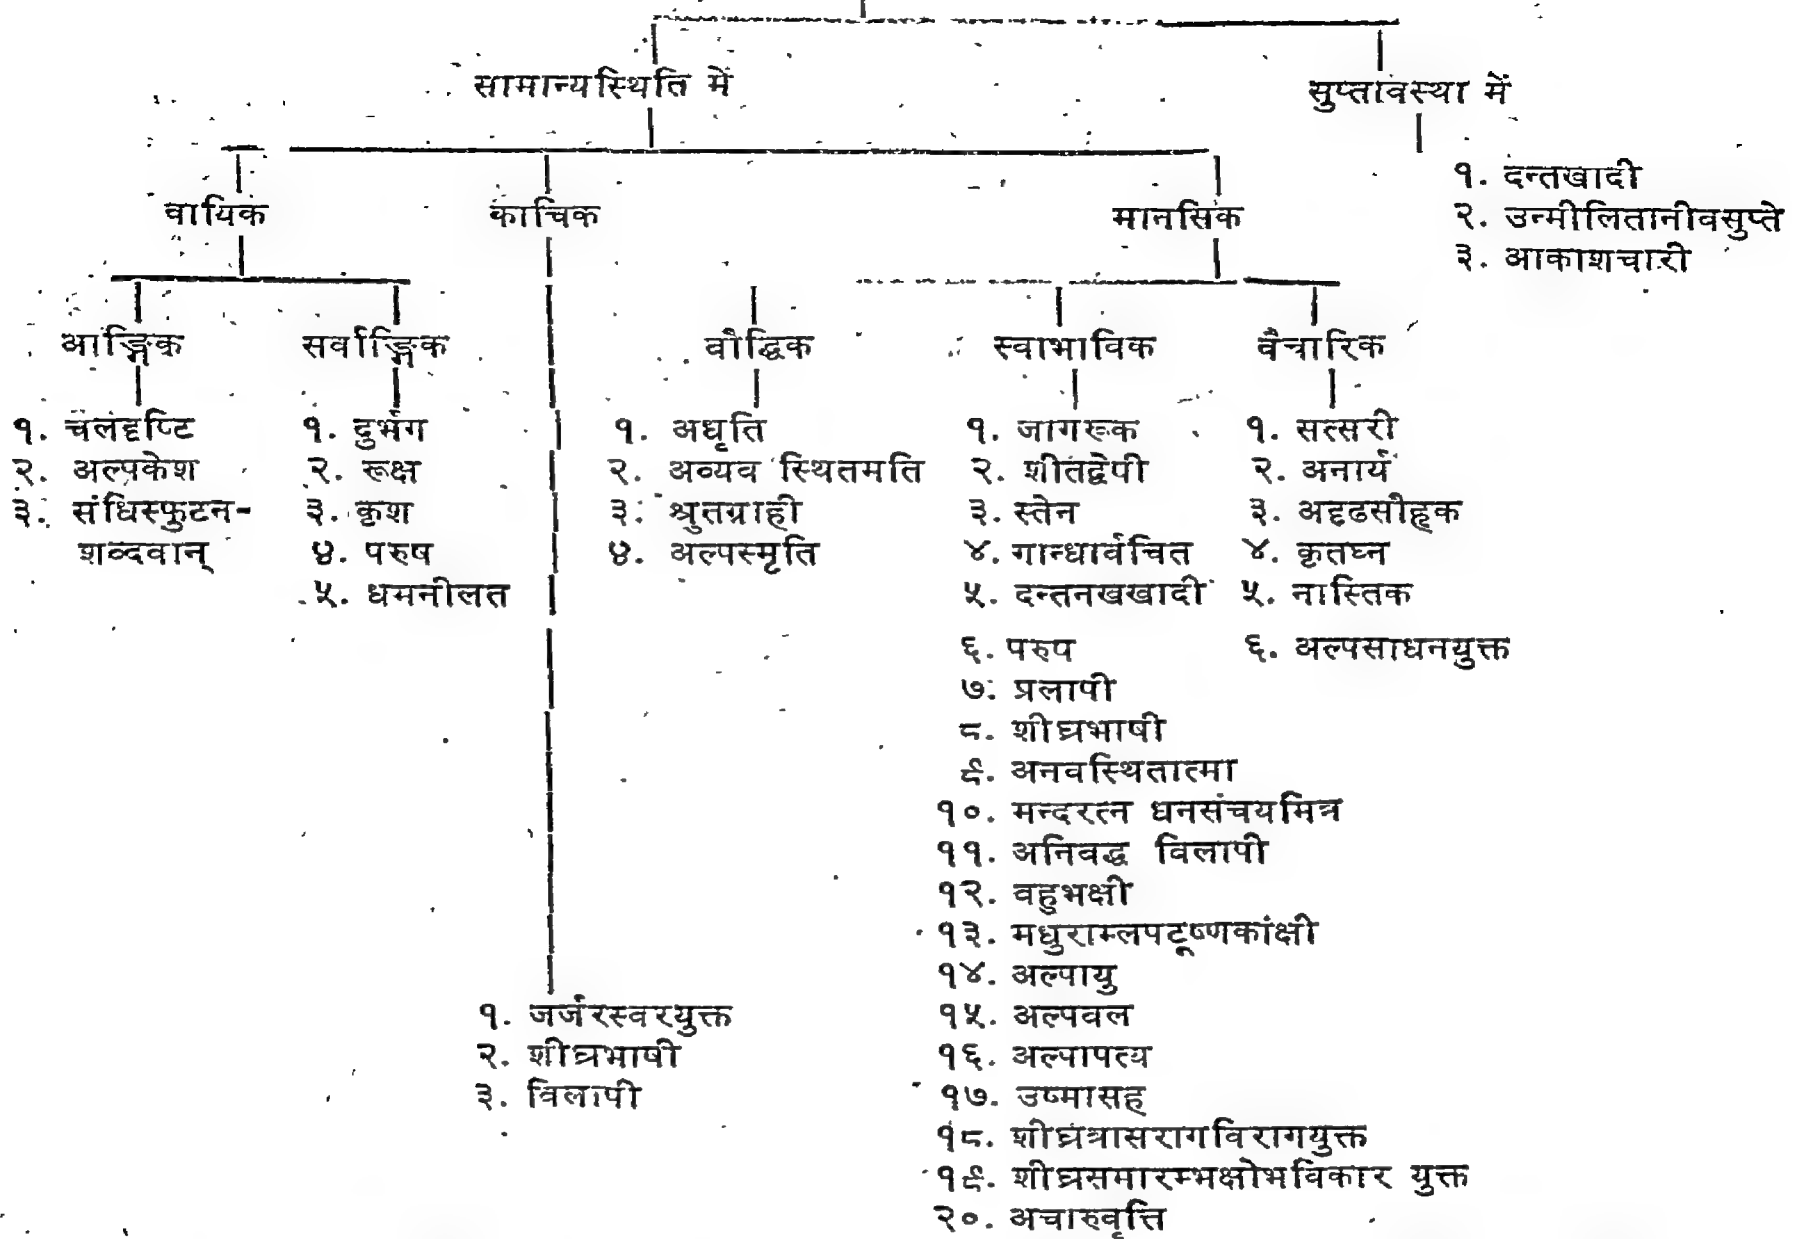 सामान्यस्थिति में
सुप्तावस्था में
१. दन्तखादी
२. उन्मीलितानीवसुप्ते
३. आकाशचारी
वायिक
काचिक
मानसिक
आङ्गिक
सर्वाङ्गिक
वौद्धिक
स्वाभाविक
वैचारिक
१. चलदृष्टि
२. अल्पकेश
३. संधिस्फुटन-
शव्दवान्
१. दुर्भग
२. रूक्ष
३. कृश
४. परुष
५. धमनीलत
१. जर्जरस्वरयुक्त
२. शीघ्रभाषी
३. विलापी
१. अधृति
२. अव्यव स्थितमति
३. श्रुतग्राही
४. अल्पस्मृति
१. जागरूक
२. शीतद्वेषी
३. स्तेन
४. गान्धार्वचित
५. दन्तनखखादी
६. परुप
७. प्रलापी
८. शीघ्रभाषी
९. अनवस्थितात्मा
१०. मन्दरत्न धनसंचयमित्र
११. अनिवद्ध विलापी
१२. वहुभक्षी
१३. मधुराम्लपटूष्णकांक्षी
१४. अल्पायु
१५. अल्पवल
१६. अल्पापत्य
१७. उष्मासह
१८. शीघ्रत्रासरागविरागयुक्त
१९. शीघ्रसमारम्भक्षोभविकार युक्त
२०. अचारुवृत्ति
१. सत्सरी
२. अनार्य
३. अदृढसौहृक
४. कृतघ्न
५. नास्तिक
६. अल्पसाधनयुक्त